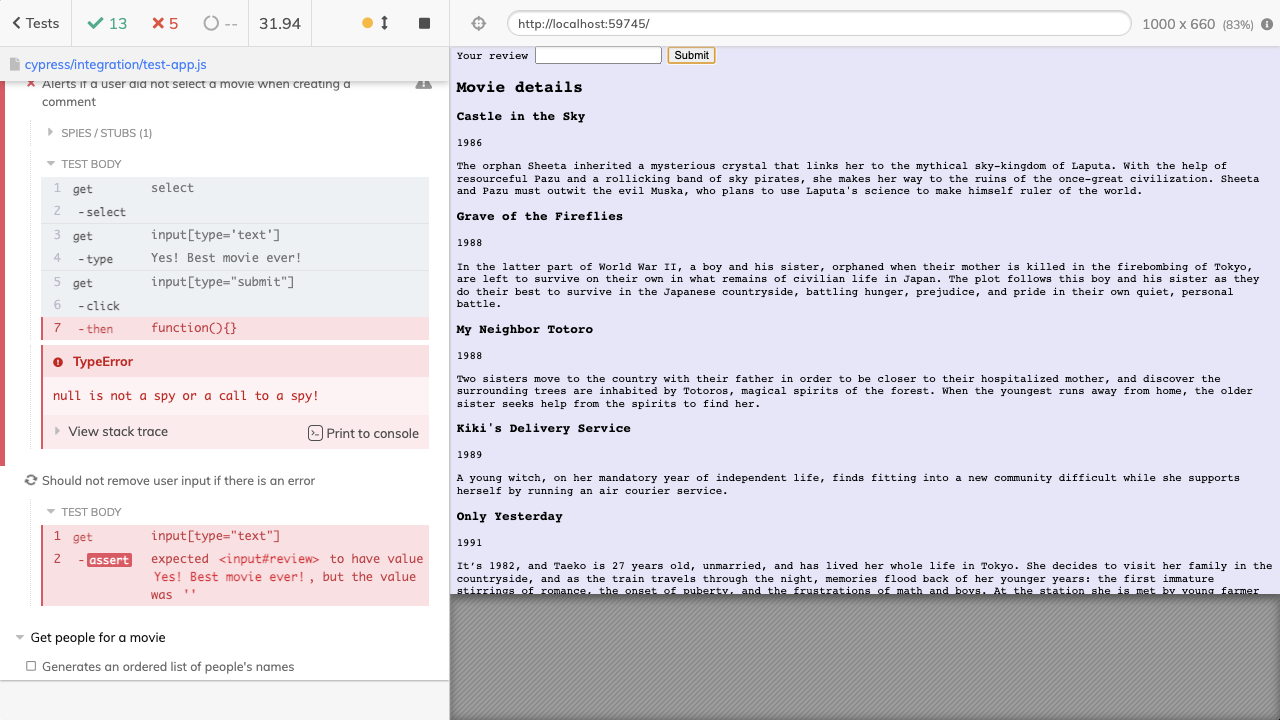 Tests 13 5 -- 31.94
cypress/integration/test-app.js
Alerts if a user did not select a movie when creating a
comment
SPIES / STUBS (1)
TEST BODY
1 get select
2 -select
3 get input[type='text']
4 -type Yes! Best movie ever!
5 get input[type="submit"]
6 -click
7 -then function(){}
TypeError
null is not a spy or a call to a spy!
View stack trace Print to console
Should not remove user input if there is an error
TEST BODY
1 get input[type="text"]
2 -assert expected <input#review> to have value
Yes! Best movie ever!, but the value
was ''
Get people for a movie
Generates an ordered list of people's names
http://localhost:59745/ 1000 x 660 (83%)
Your review Submit
Movie details
Castle in the Sky
1986
The orphan Sheeta inherited a mysterious crystal that links her to the mythical sky-kingdom of Laputa. With the help of
resourceful Pazu and a rollicking band of sky pirates, she makes her way to the ruins of the once-great civilization. Sheeta
and Pazu must outwit the evil Muska, who plans to use Laputa's science to make himself ruler of the world.
Grave of the Fireflies
1988
In the latter part of World War II, a boy and his sister, orphaned when their mother is killed in the firebombing of Tokyo,
are left to survive on their own in what remains of civilian life in Japan. The plot follows this boy and his sister as they
do their best to survive in the Japanese countryside, battling hunger, prejudice, and pride in their own quiet, personal
battle.
My Neighbor Totoro
1988
Two sisters move to the country with their father in order to be closer to their hospitalized mother, and discover the
surrounding trees are inhabited by Totoros, magical spirits of the forest. When the youngest runs away from home, the older
sister seeks help from the spirits to find her.
Kiki's Delivery Service
1989
A young witch, on her mandatory year of independent life, finds fitting into a new community difficult while she supports
herself by running an air courier service.
Only Yesterday
1991
It's 1982, and Taeko is 27 years old, unmarried, and has lived her whole life in Tokyo. She decides to visit her family in the
countryside, and as the train travels through the night, memories flood back of her younger years: the first immature
stirrings of romance, the onset of puberty, and the frustrations of math and boys. At the station she is met by young farmer